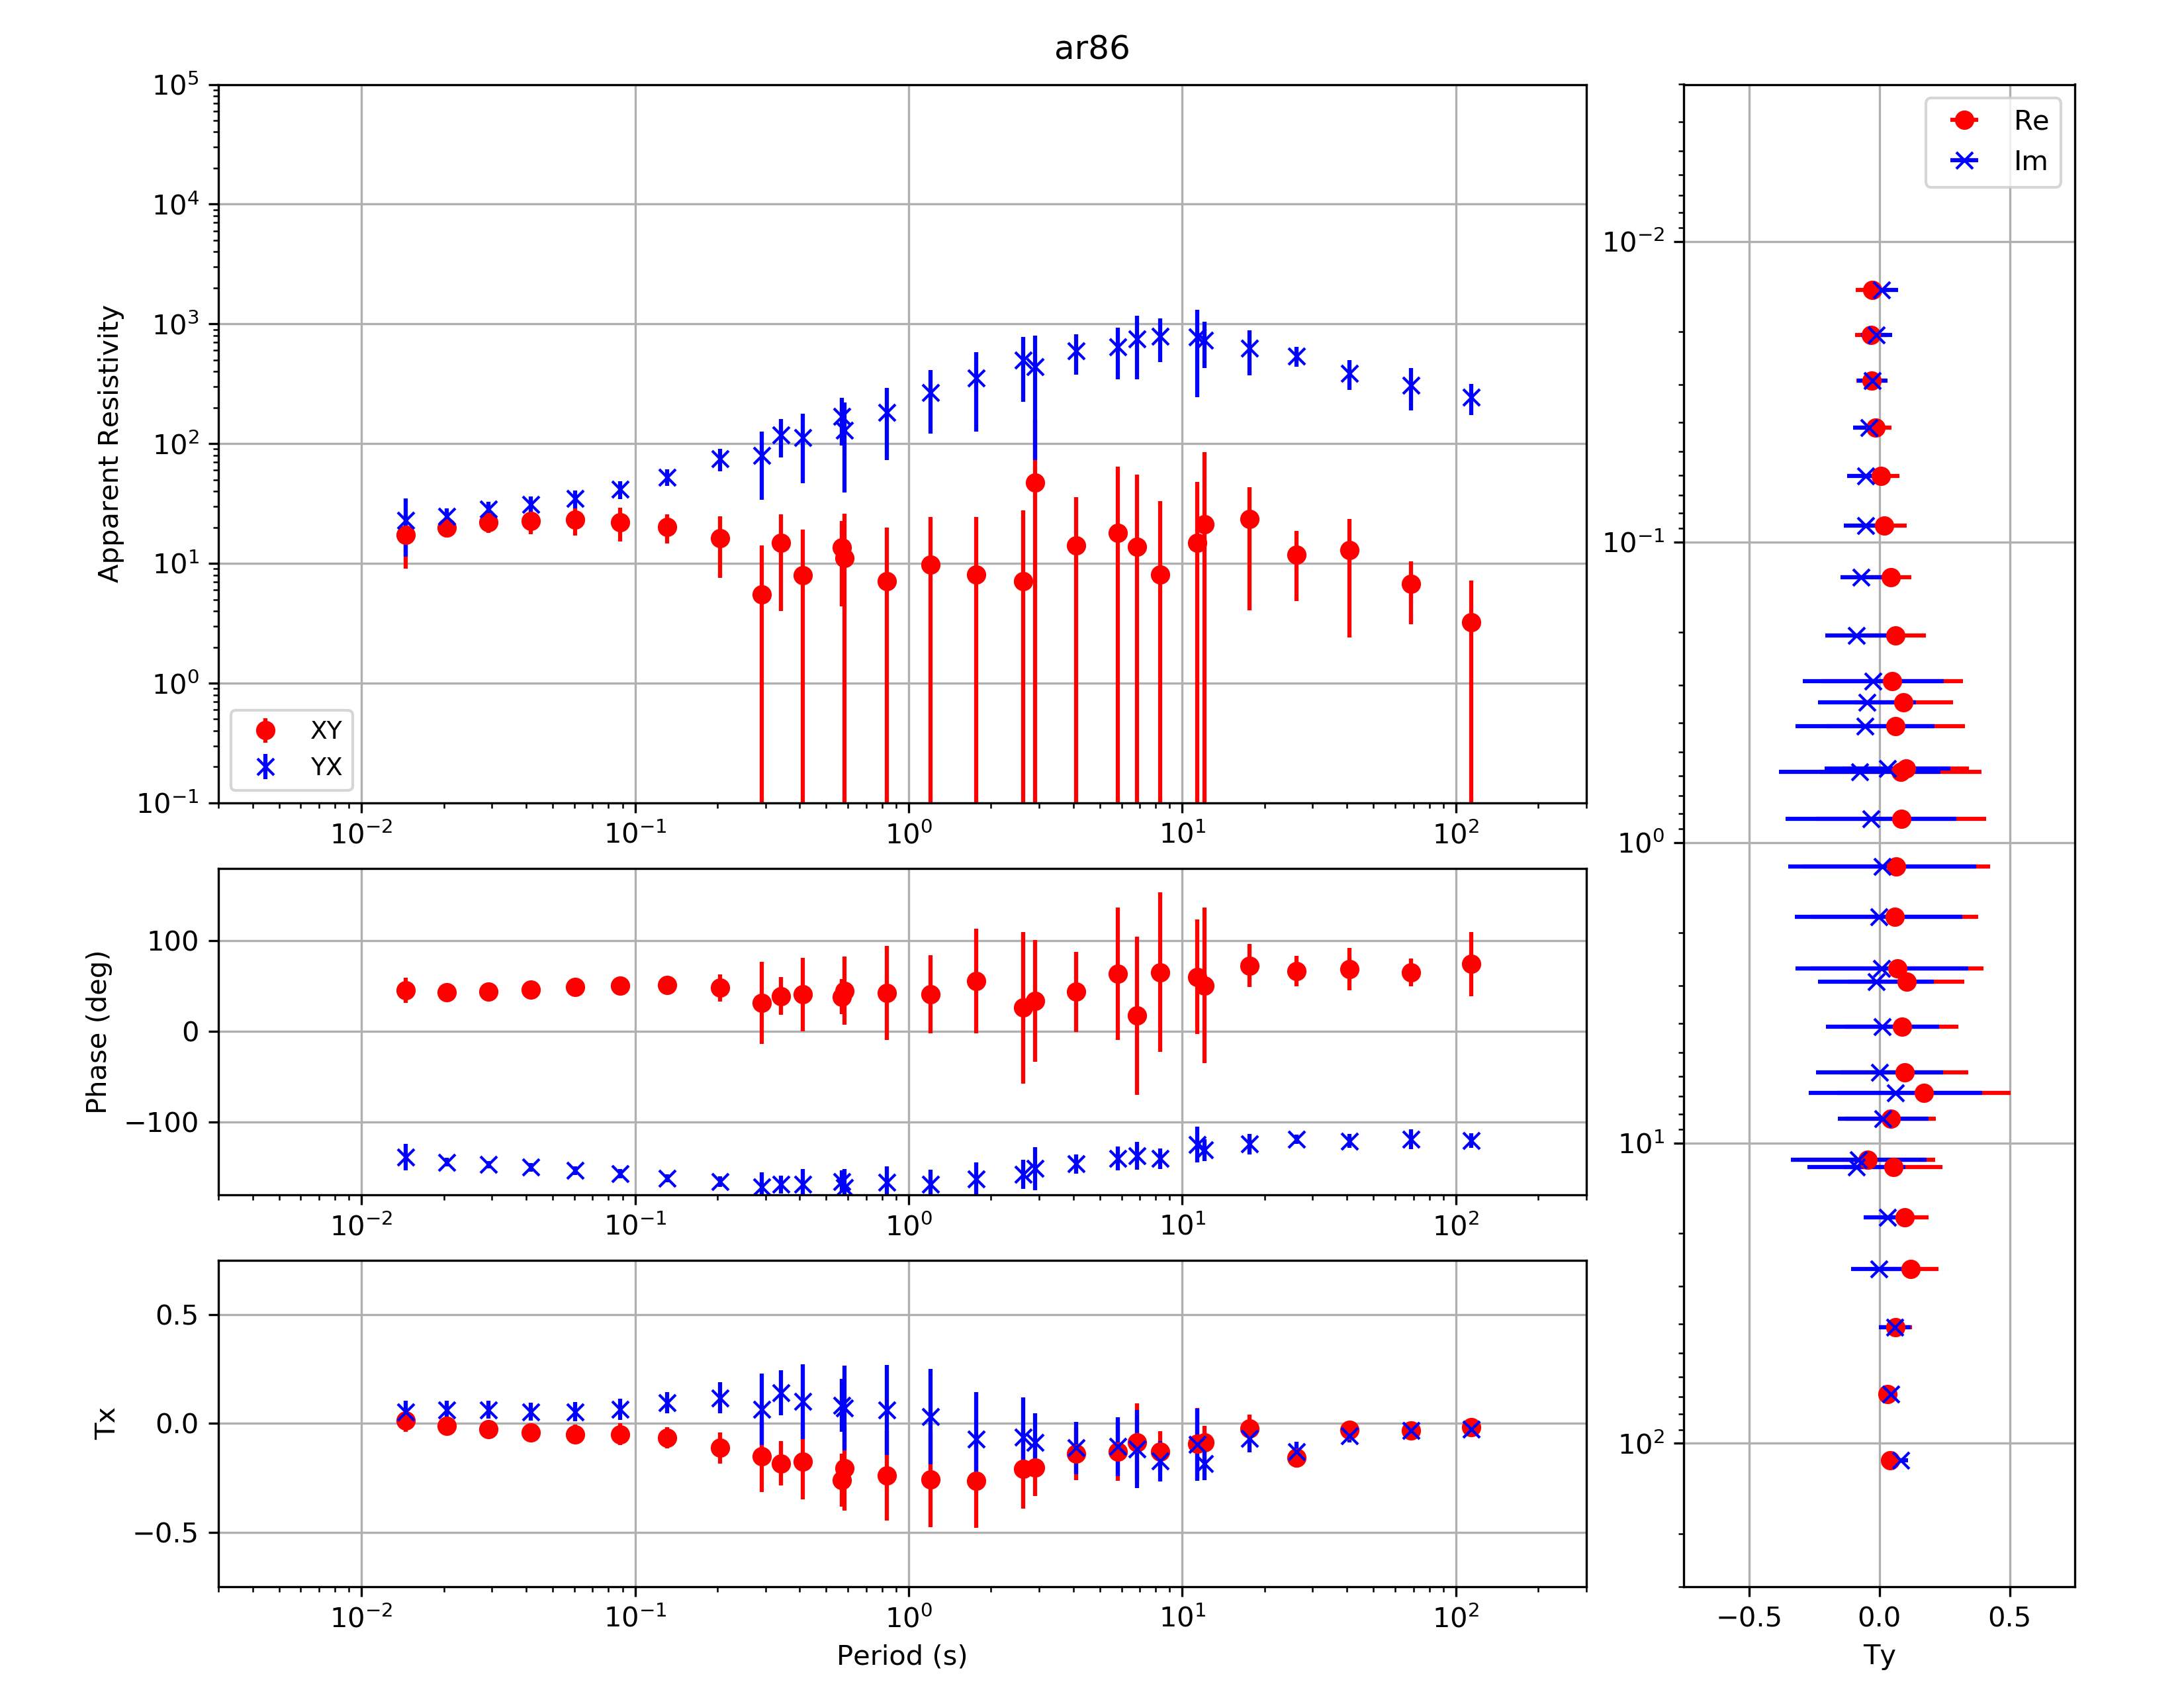 ar86
10^5
10^4
10^3
10^2
10^1
10^0
10^−1
Apparent Resistivity
XY
YX
10^−2 10^−1 10^0 10^1 10^2
100
0
−100
Phase (deg)
10^−2 10^−1 10^0 10^1 10^2
0.5
0.0
−0.5
Tx
10^−2 10^−1 10^0 10^1 10^2
Period (s)
Re
Im
10^−2
10^−1
10^0
10^1
10^2
−0.5 0.0 0.5
Ty